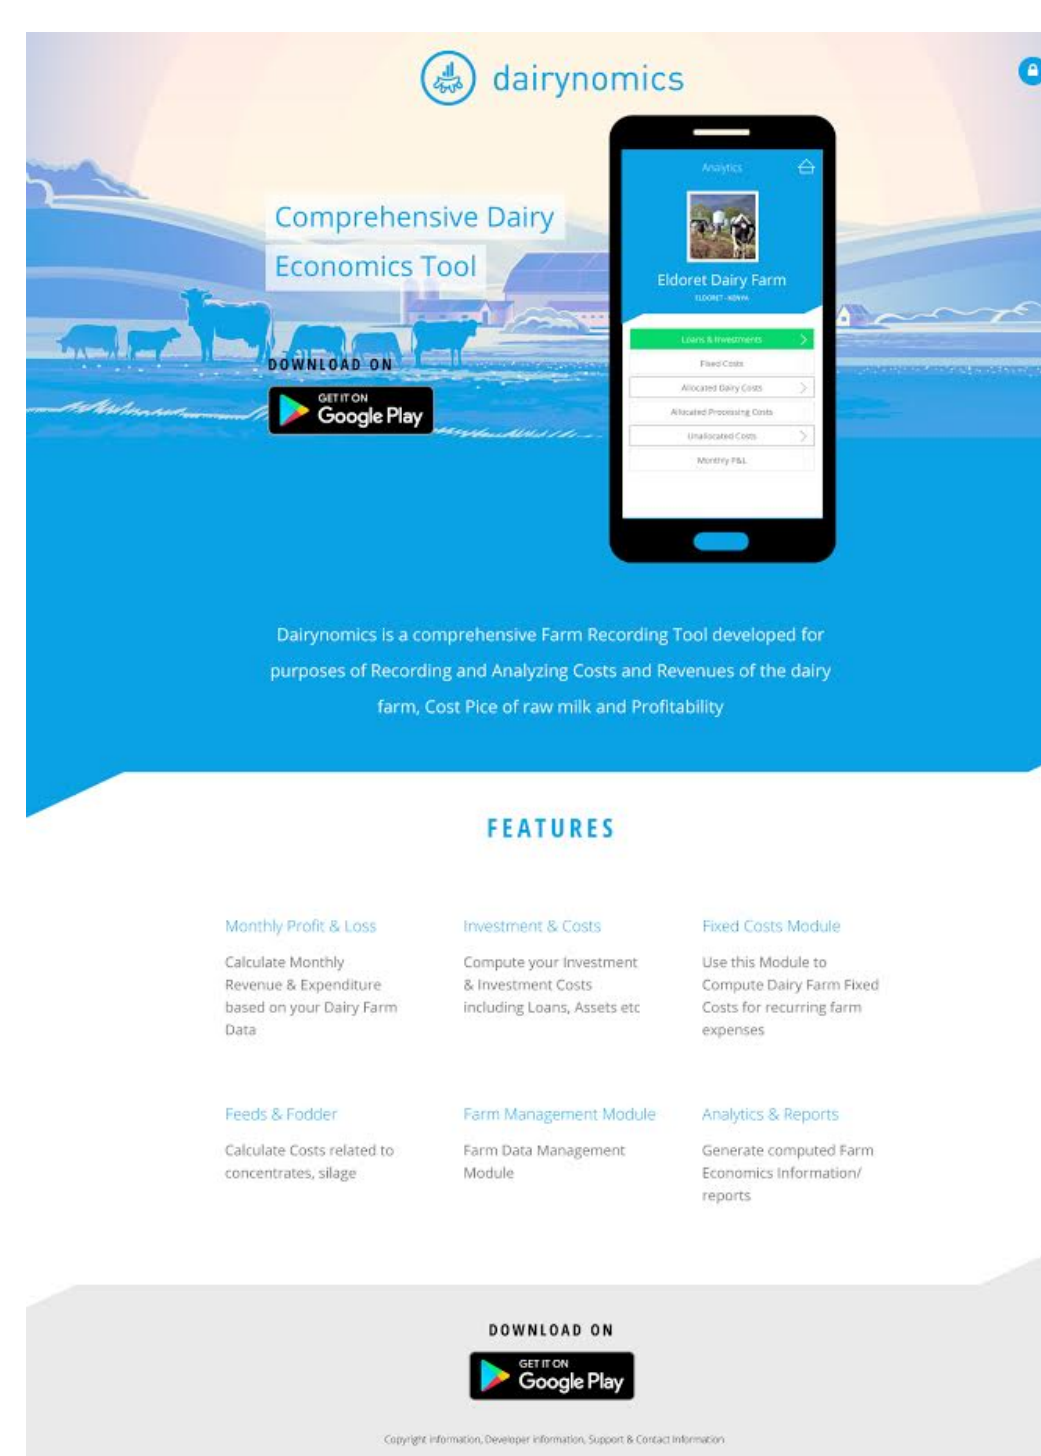 dairynomics
Comprehensive Dairy
Economics Tool
DOWNLOAD ON
GET IT ON
Google Play
Analytics
Eldoret Dairy Farm
ELDORET - KENYA
Loans & Investments
Fixed Costs
Allocated Dairy Costs
Allocated Processing Costs
Unallocated Costs
Monthly P&L
Dairynomics is a comprehensive Farm Recording Tool developed for
purposes of Recording and Analyzing Costs and Revenues of the dairy
farm, Cost Pice of raw milk and Profitability
FEATURES
Monthly Profit & Loss
Calculate Monthly
Revenue & Expenditure
based on your Dairy Farm
Data
Investment & Costs
Compute your Investment
& Investment Costs
including Loans, Assets etc
Fixed Costs Module
Use this Module to
Compute Dairy Farm Fixed
Costs for recurring farm
expenses
Feeds & Fodder
Calculate Costs related to
concentrates, silage
Farm Management Module
Farm Data Management
Module
Analytics & Reports
Generate computed Farm
Economics Information/
reports
DOWNLOAD ON
GET IT ON
Google Play
Copyright information, Developer information, Support & Contact Information